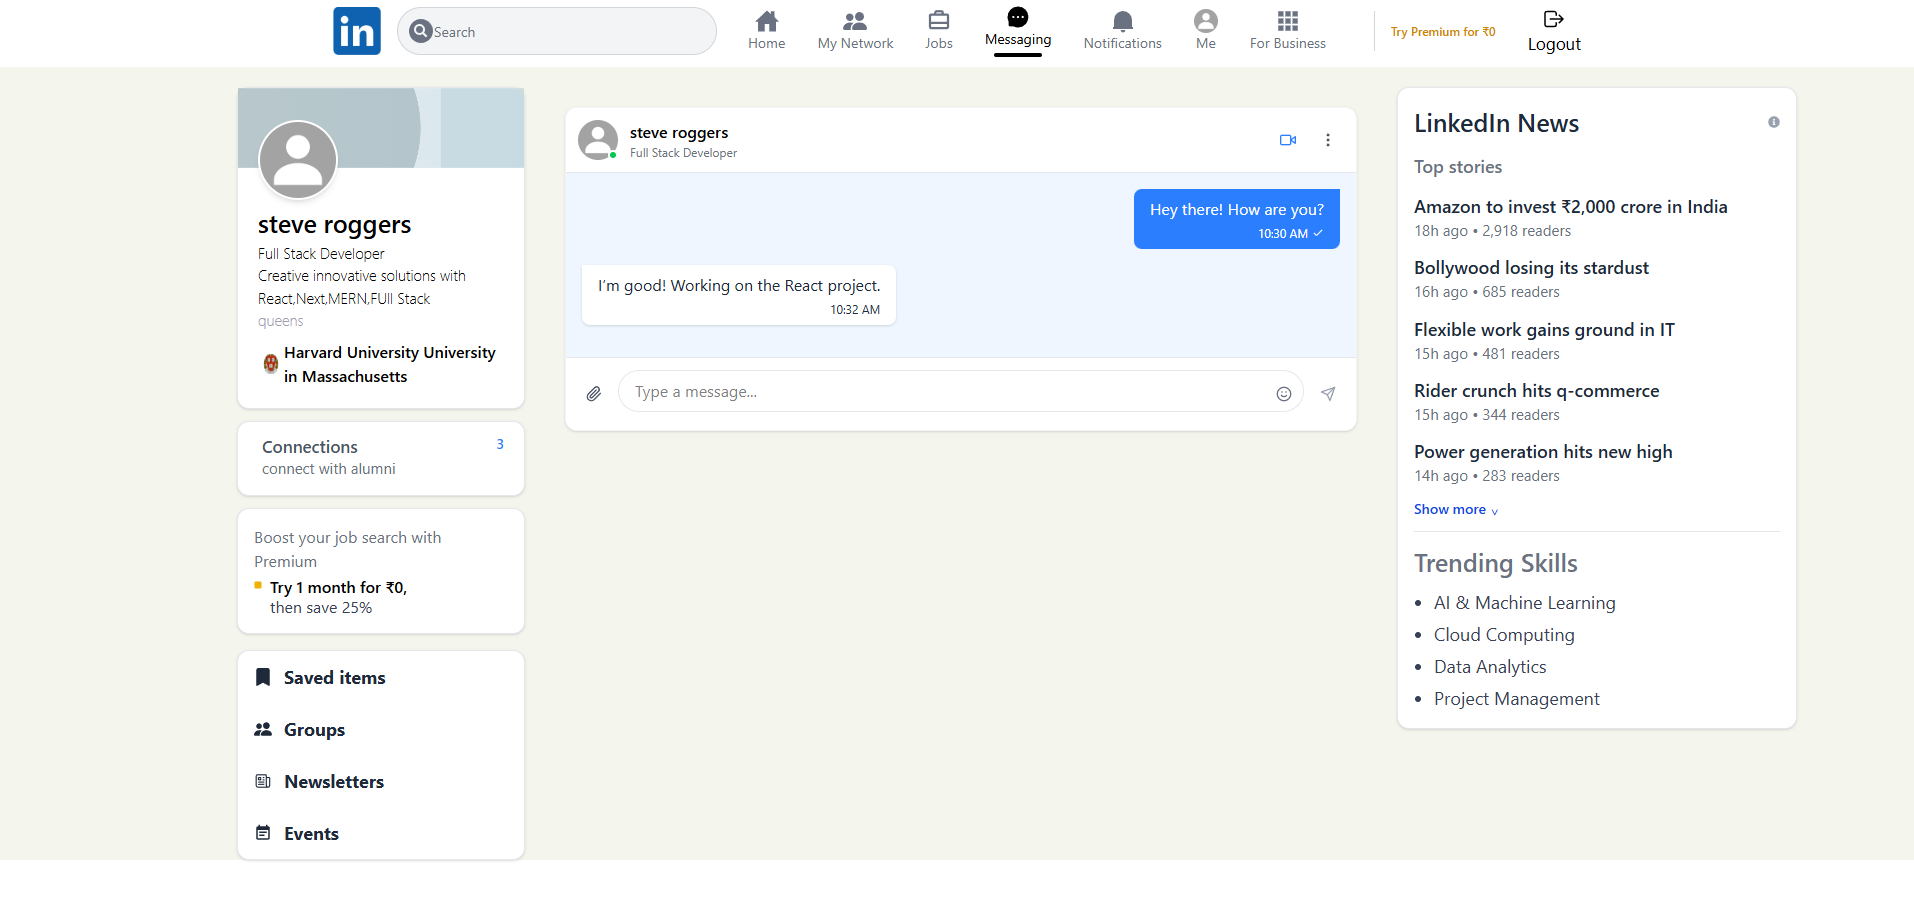 in
Search
Home
My Network
Jobs
Messaging
Notifications
Me
For Business
Try Premium for ₹0
Logout
steve roggers
Full Stack Developer
Creative innovative solutions with
React,Next,MERN,FUll Stack
queens
Harvard University University
in Massachusetts
Connections
3
connect with alumni
Boost your job search with
Premium
Try 1 month for ₹0,
then save 25%
Saved items
Groups
Newsletters
Events
steve roggers
Full Stack Developer
Hey there! How are you?
10:30 AM ✓
I'm good! Working on the React project.
10:32 AM
Type a message...
LinkedIn News
Top stories
Amazon to invest ₹2,000 crore in India
18h ago • 2,918 readers
Bollywood losing its stardust
16h ago • 685 readers
Flexible work gains ground in IT
15h ago • 481 readers
Rider crunch hits q-commerce
15h ago • 344 readers
Power generation hits new high
14h ago • 283 readers
Show more ˅
Trending Skills
• AI & Machine Learning
• Cloud Computing
• Data Analytics
• Project Management